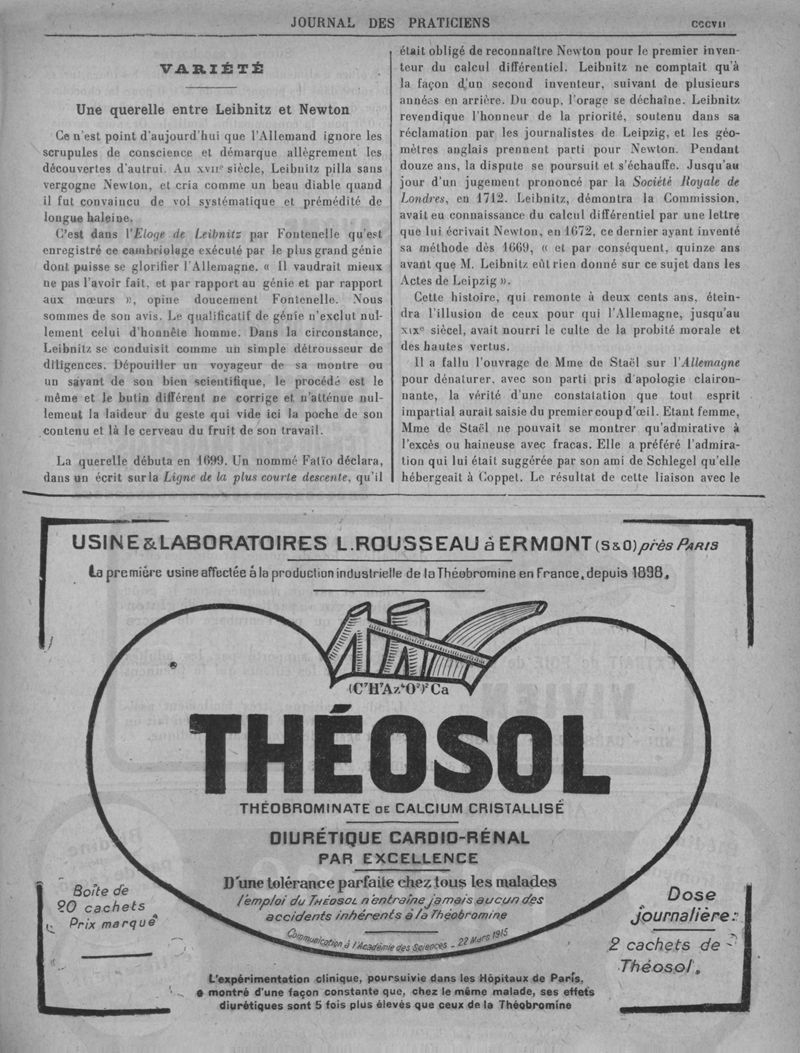 JOURNAL DES PRATICIENS
CCCVII
VARIÉTÉ
Une querelle entre Leibnitz et Newton
Ce n'est point d'aujourd'hui que l'Allemand ignore les
scrupules de conscience et démarque allègrement les
découvertes d'autrui. Au XVIIe siècle, Leibnitz pilla sans
vergogne Newton, et cria comme un beau diable quand
il fut convaincu de vol systématique et prémédité de
longue haleine.
C'est dans l'Eloge de Leibnitz par Fontenelle qu'est
enregistré ce cambriolage exécuté par le plus grand génie
dont puisse se glorifier l'Allemagne. « Il vaudrait mieux
ne pas l'avoir fait, et par rapport au génie et par rapport
aux mœurs », opine doucement Fontenelle. Nous
sommes de son avis. Le qualificatif de génie n'exclut nul-
lement celui d'honnête homme. Dans la circonstance,
Leibnitz se conduisit comme un simple détrousseur de
diligences. Dépouiller un voyageur de sa montre ou
un savant de son bien scientifique, le procédé est le
même et le butin différent ne corrige et n'atténue nul-
lement la laideur du geste qui vide ici la poche de son
contenu et là le cerveau du fruit de son travail.
La querelle débuta en 1699. Un nommé Fatio déclara,
dans un écrit sur la Ligne de la plus courte descente, qu'il
était obligé de reconnaître Newton pour le premier inven-
teur du calcul différentiel. Leibnitz ne comptait qu'à
la façon d'un second inventeur, suivant de plusieurs
années en arrière. Du coup, l'orage se déchaîne. Leibnitz
revendique l'honneur de la priorité, soutenu dans sa
réclamation par les journalistes de Leipzig, et les géo-
mètres anglais prennent parti pour Newton. Pendant
douze ans, la dispute se poursuit et s'échauffe. Jusqu'au
jour d'un jugement prononcé par la Société Royale de
Londres, en 1712. Leibnitz, démontra la Commission,
avait eu connaissance du calcul différentiel par une lettre
que lui écrivait Newton, en 1672, ce dernier ayant inventé
sa méthode dès 1669, « et par conséquent, quinze ans
avant que M. Leibnitz eût rien donné sur ce sujet dans les
Actes de Leipzig ».
Cette histoire, qui remonte à deux cents ans, étein-
dra l'illusion de ceux pour qui l'Allemagne, jusqu'au
XIXe siècel, avait nourri le culte de la probité morale et
des hautes vertus.
Il a fallu l'ouvrage de Mme de Staël sur l'Allemagne
pour dénaturer, avec son parti pris d'apologie claironnante,
nante, la vérité d'une constatation que tout esprit
impartial aurait saisie du premier coup d'œil. Etant femme,
Mme de Staël ne pouvait se montrer qu'admirative à
l'excès ou haineuse avec fracas. Elle a préféré l'admira-
tion qui lui était suggérée par son ami de Schlegel qu'elle
hébergeait à Coppet. Le résultat de cette liaison avec le
USINE & LABORATOIRES L. ROUSSEAU à ERMONT (S&O) près PARIS
La première usine affectée à la production industrielle de la Théobromine en France, depuis 1898.
®
(C⁷H⁷Az⁴O²)² Ca
THÉOSOL
THÉOBROMINATE DE CALCIUM CRISTALLISÉ
DIURÉTIQUE CARDIO-RÉNAL
PAR EXCELLENCE
D'une tolérance parfaite chez tous les malades
l'emploi du THÉOSOL n'entraîne jamais aucun des
accidents inhérents à la Théobromine
Communication à l'Académie des Sciences - 22 Mars 1915
Boîte de
20 cachets
Prix marqué
Dose
journalière:
2 cachets de
Théosol.
L'expérimentation clinique, poursuivie dans les Hôpitaux de Paris,
a montré d'une façon constante que, chez le même malade, ses effets
diurétiques sont 5 fois plus élevés que ceux de la Théobromine